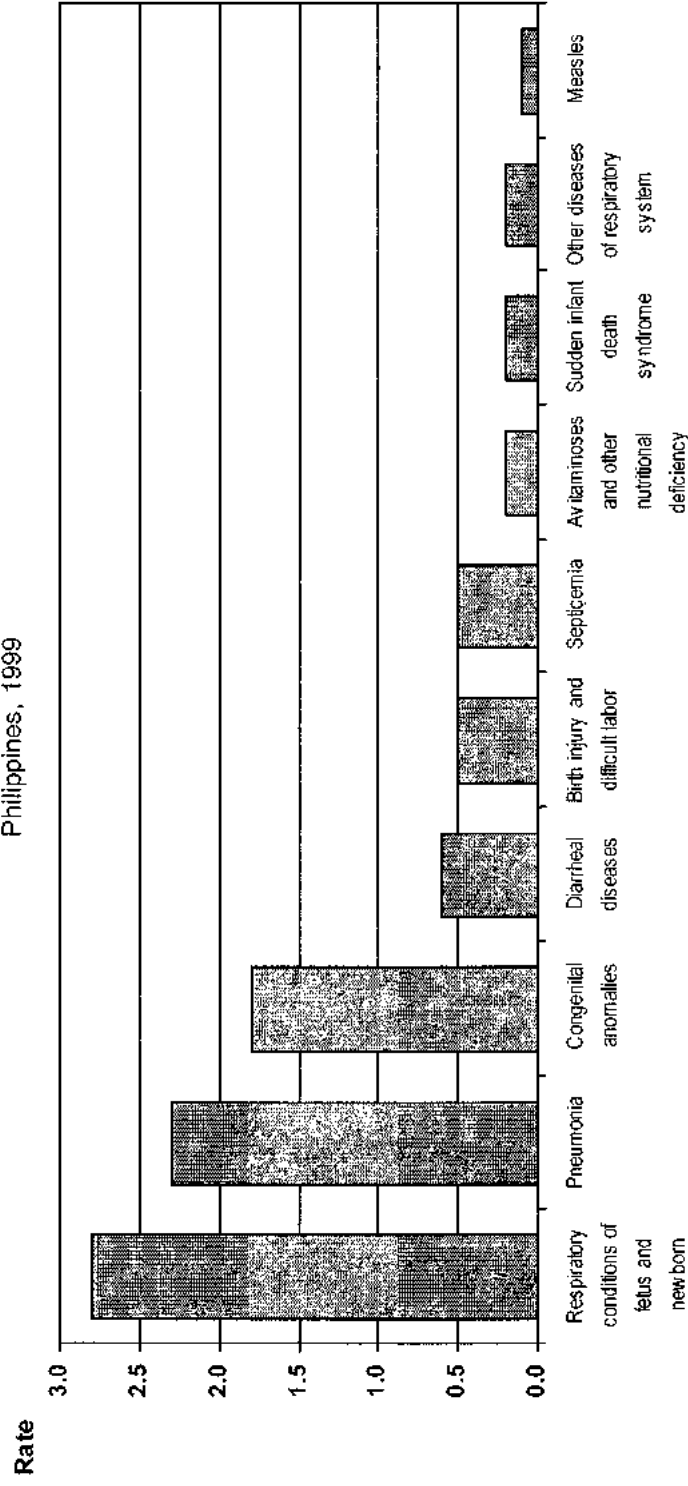 Philippines, 1999
Rate
3.0
2.5
2.0
1.5
1.0
0.5
0.0
Respiratory
conditions of
fetus and
newborn
Pneumonia
Congenital
anomalies
Diarrheal
diseases
Birth injury and
difficult labor
Septicemia
Avitaminoses
and other
nutritional
deficiency
Sudden infant
death
syndrome
Other diseases
of respiratory
system
Measles